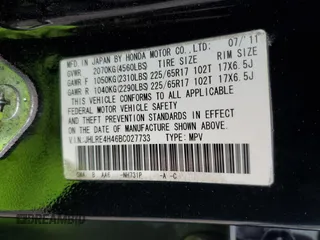 MFD. IN JAPAN BY HONDA MOTOR CO.,LTD. 07/11
GVWR 2070KG(4560LBS) TIRE SIZE RIM SIZE
GAWR F 1050KG(2310LBS) 225/65R17 102T 17X6.5J
GAWR R 1040KG(2290LBS) 225/65R17 102T 17X6.5J
THIS VEHICLE CONFORMS TO ALL APPLICABLE
FEDERAL MOTOR VEHICLE SAFETY AND
THEFT PREVENTION STANDARDS IN EFFECT ON THE
DATE OF MANUFACTURE SHOWN ABOVE.
V.I.N:JHLRE4H46BC027733 TYPE: MPV
NH731P -A -C
DREAMBID